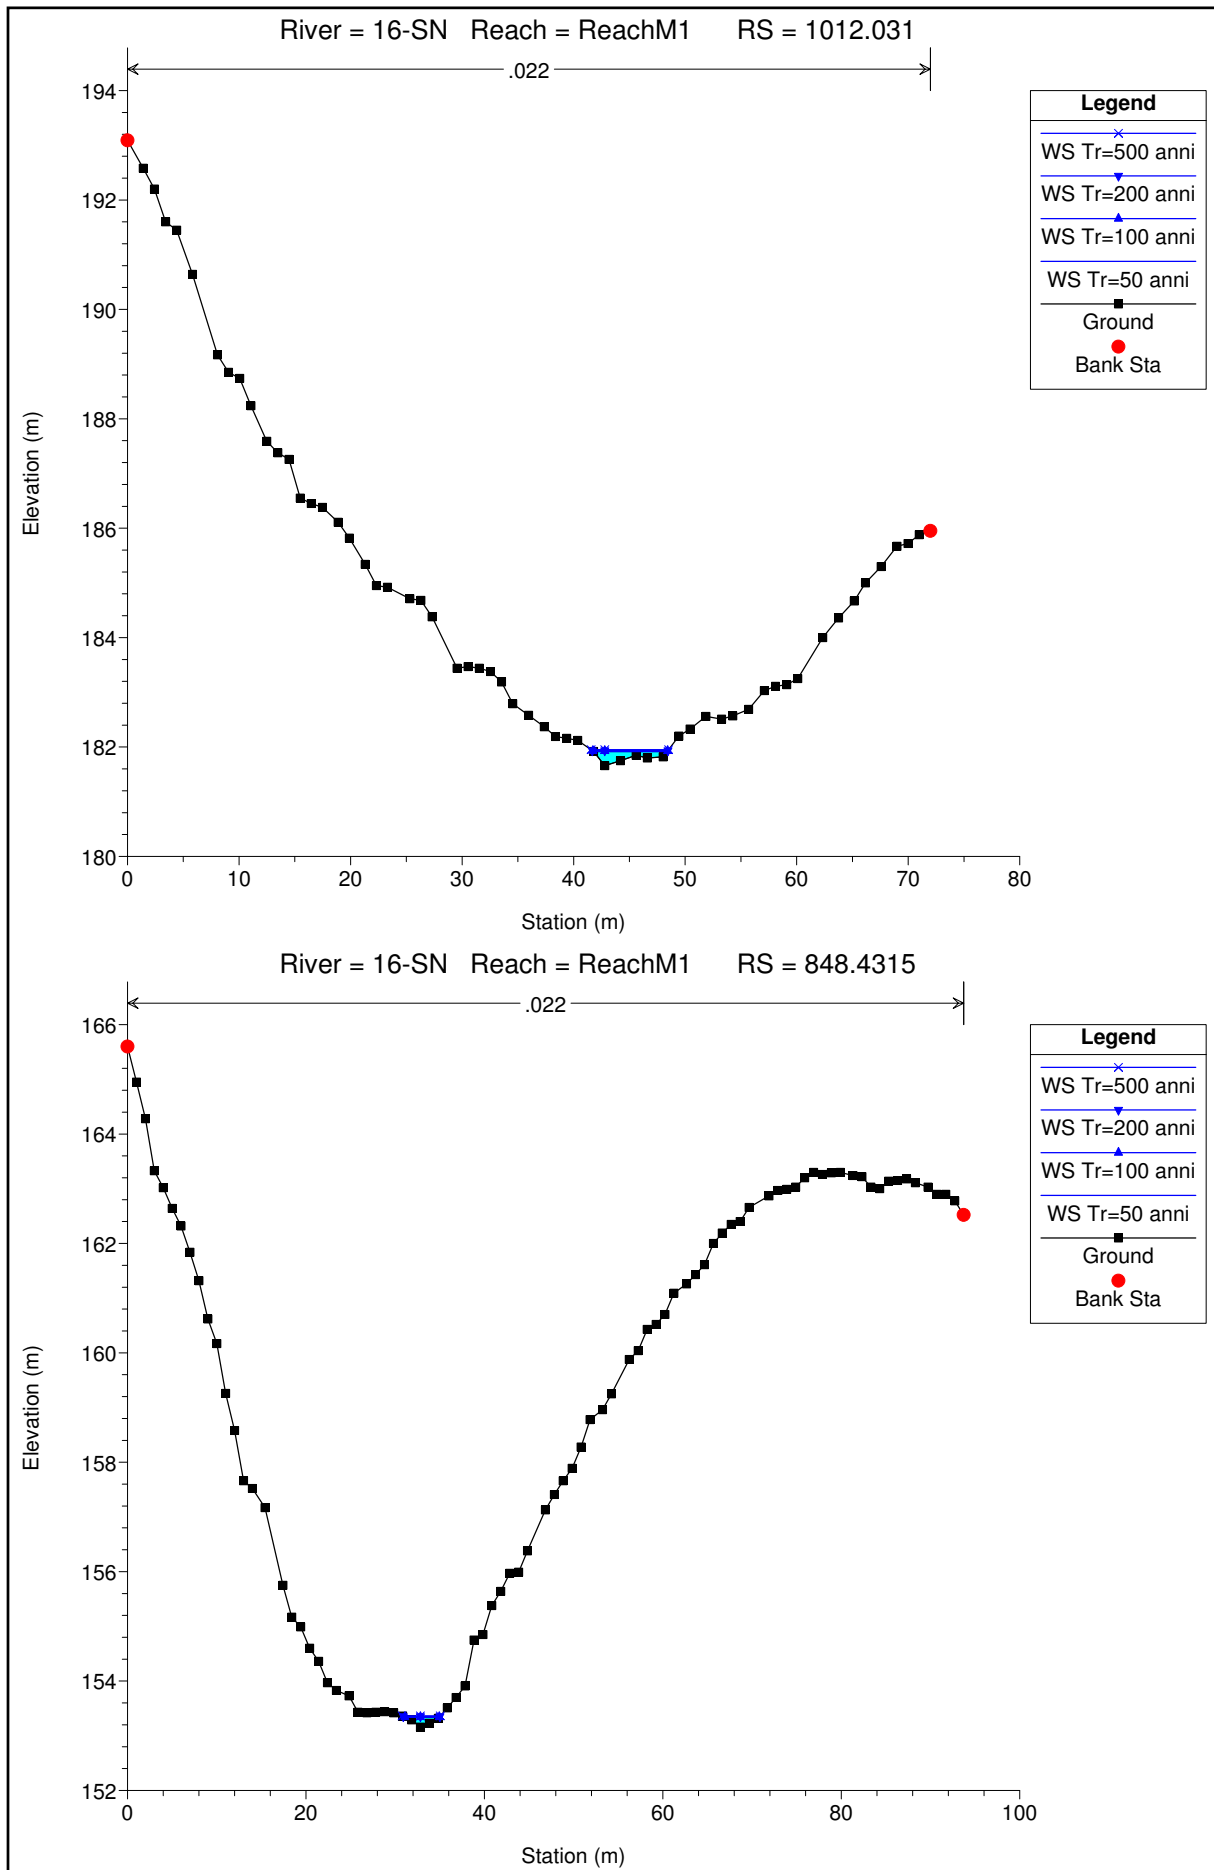 River = 16-SN   Reach = ReachM1      RS = 1012.031
.022
194
192
190
188
186
184
182
180
Elevation (m)
0 10 20 30 40 50 60 70 80
Station (m)
Legend
WS Tr=500 anni
WS Tr=200 anni
WS Tr=100 anni
WS Tr=50 anni
Ground
Bank Sta
River = 16-SN   Reach = ReachM1      RS = 848.4315
.022
166
164
162
160
158
156
154
152
Elevation (m)
0 20 40 60 80 100
Station (m)
Legend
WS Tr=500 anni
WS Tr=200 anni
WS Tr=100 anni
WS Tr=50 anni
Ground
Bank Sta